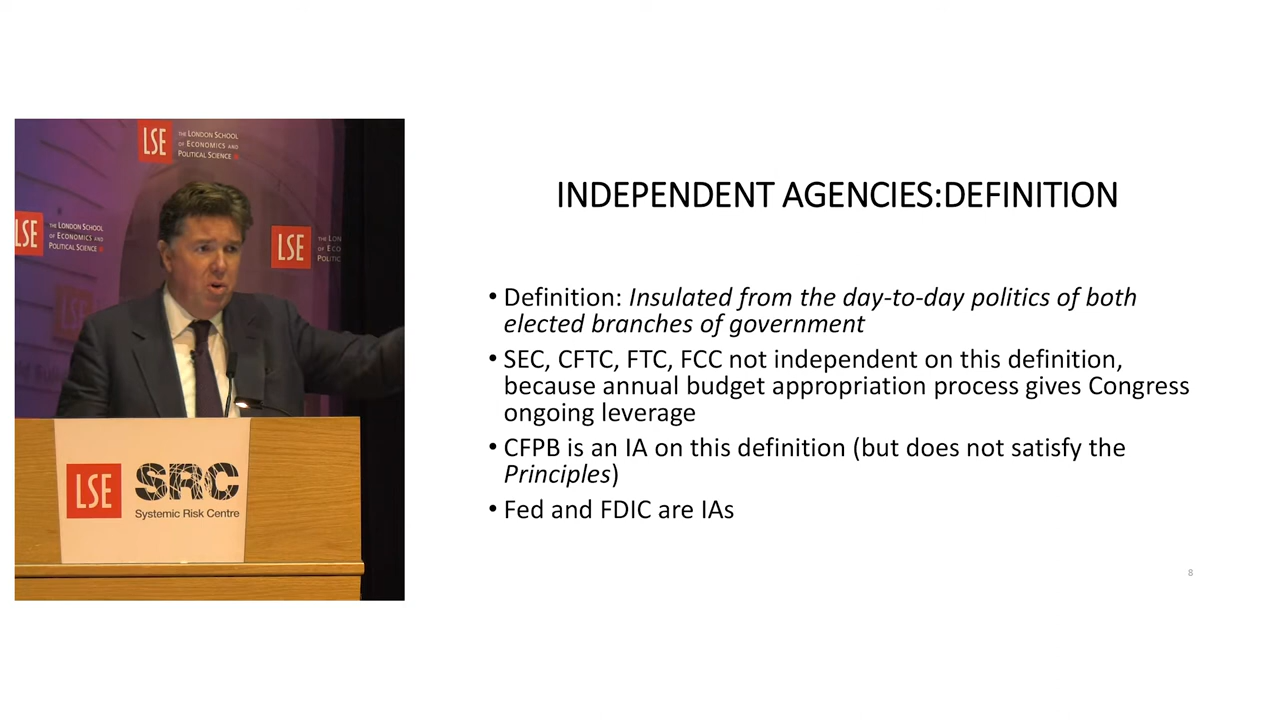 LSE
THE LONDON SCHOOL
OF ECONOMICS AND
POLITICAL SCIENCE
LSE
THE LONDON SCHOOL
OF ECONOMICS AND
POLITICAL SCIENCE
LSE
LSE
SRC
Systemic Risk Centre
INDEPENDENT AGENCIES:DEFINITION
• Definition: Insulated from the day-to-day politics of both
elected branches of government
• SEC, CFTC, FTC, FCC not independent on this definition,
because annual budget appropriation process gives Congress
ongoing leverage
• CFPB is an IA on this definition (but does not satisfy the
Principles)
• Fed and FDIC are IAs
8